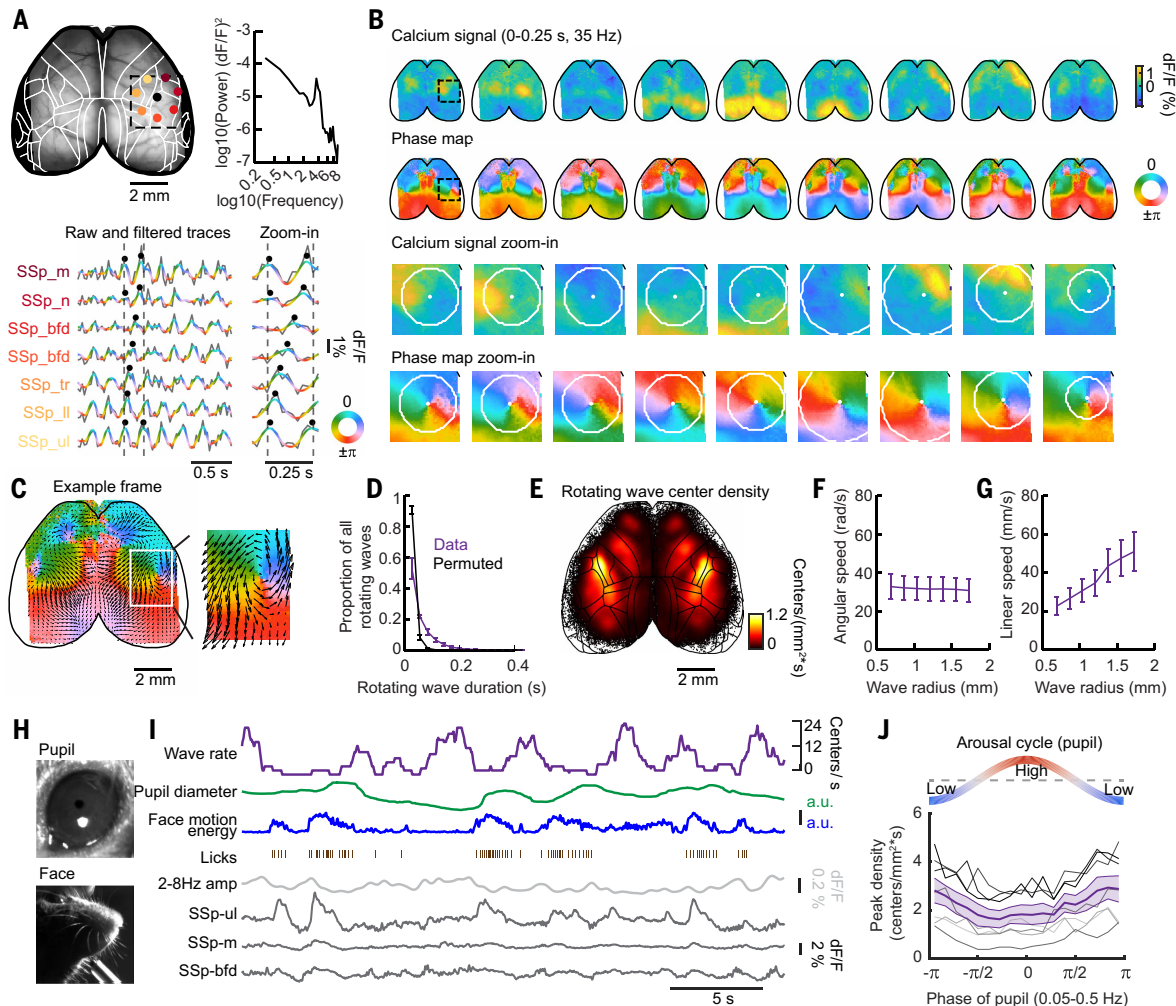 A
2 mm
log10(Power) (dF/F)²
-3
-4
-5
-6
-7
0.2
0.5
1
2
4
6
8
log10(Frequency)
Raw and filtered traces
Zoom-in
SSp_m
SSp_n
SSp_bfd
SSp_bfd
SSp_tr
SSp_ll
SSp_ul
dF/F
1%
0
±π
0.5 s
0.25 s
B
Calcium signal (0-0.25 s, 35 Hz)
1
0
dF/F (%)
Phase map
0
±π
Calcium signal zoom-in
Phase map zoom-in
C
Example frame
2 mm
D
Proportion of all
rotating waves
1
0.8
0.6
0.4
0.2
0
Data
Permuted
0
0.2
0.4
Rotating wave duration (s)
E
Rotating wave center density
1.2
0
Centers/(mm²*s)
2 mm
F
Angular speed (rad/s)
80
60
40
20
0
0.5
1
1.5
2
Wave radius (mm)
G
Linear speed (mm/s)
80
60
40
20
0
0.5
1
1.5
2
Wave radius (mm)
H
Pupil
Face
I
Wave rate
24
12
0
Centers/s
Pupil diameter
a.u.
Face motion
energy
a.u.
Licks
2-8Hz amp
dF/F
0.2 %
SSp-ul
SSp-m
dF/F
2 %
SSp-bfd
5 s
J
Arousal cycle (pupil)
Low
High
Low
Peak density
(centers/mm²*s)
6
4
2
0
-π
-π/2
0
π/2
π
Phase of pupil (0.05-0.5 Hz)